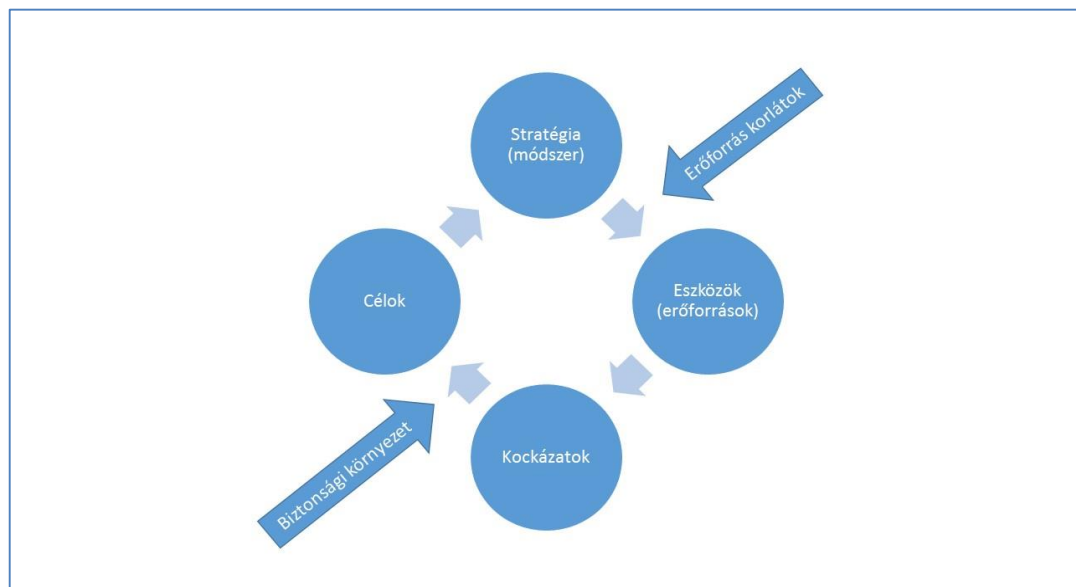 Stratégia
(módszer)
Erőforrás korlátok
Célok
Eszközök
(erőforrások)
Biztonsági környezet
Kockázatok